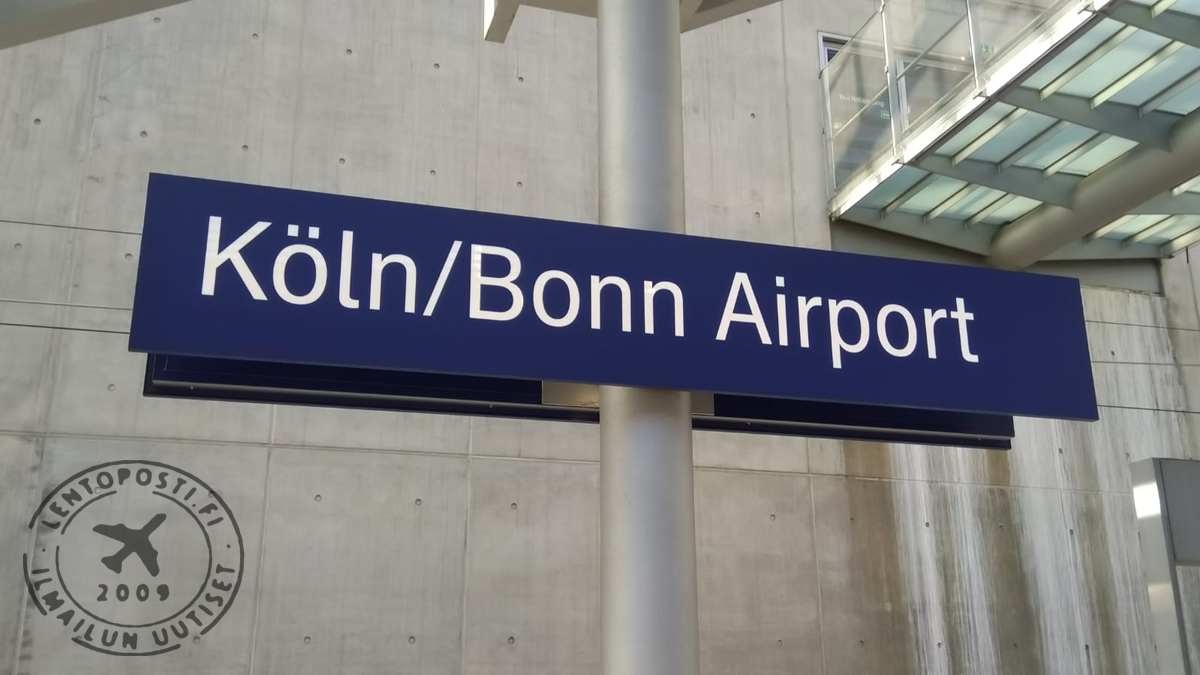 Köln/Bonn Airport
LENTOPOSTI.FI
2009
ILMAILUN UUTISET